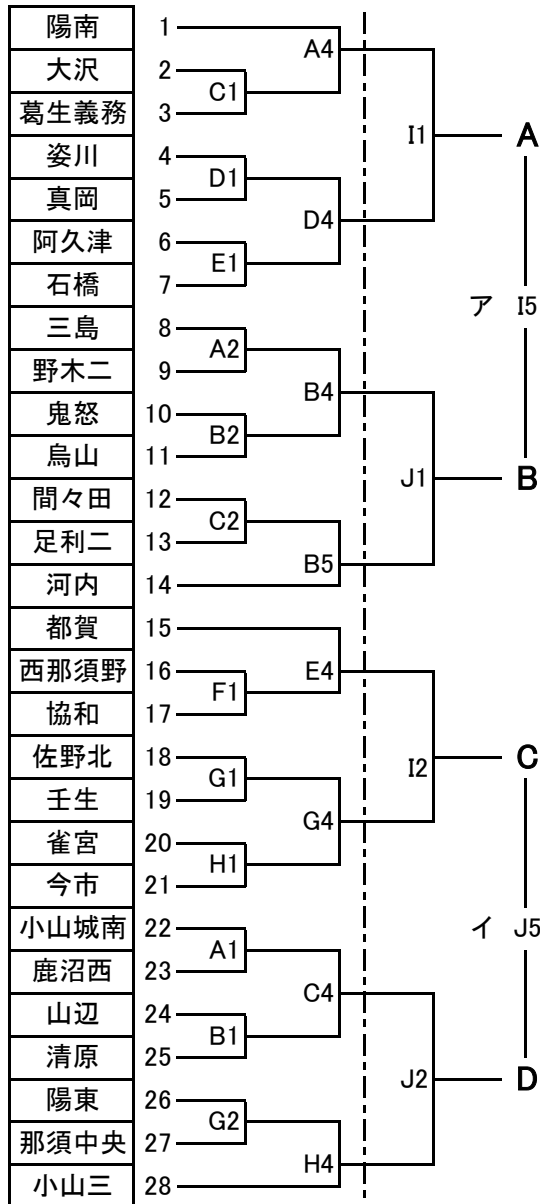 陽南 1
大沢 2
葛生義務 3
姿川 4
真岡 5
阿久津 6
石橋 7
三島 8
野木二 9
鬼怒 10
烏山 11
間々田 12
足利二 13
河内 14
都賀 15
西那須野 16
協和 17
佐野北 18
壬生 19
雀宮 20
今市 21
小山城南 22
鹿沼西 23
山辺 24
清原 25
陽東 26
那須中央 27
小山三 28
C1
D1
E1
A2
B2
C2
F1
G1
H1
A1
B1
G2
A4
D4
B4
B5
E4
G4
C4
H4
I1
J1
I2
J2
A
ア I5
B
C
イ J5
D